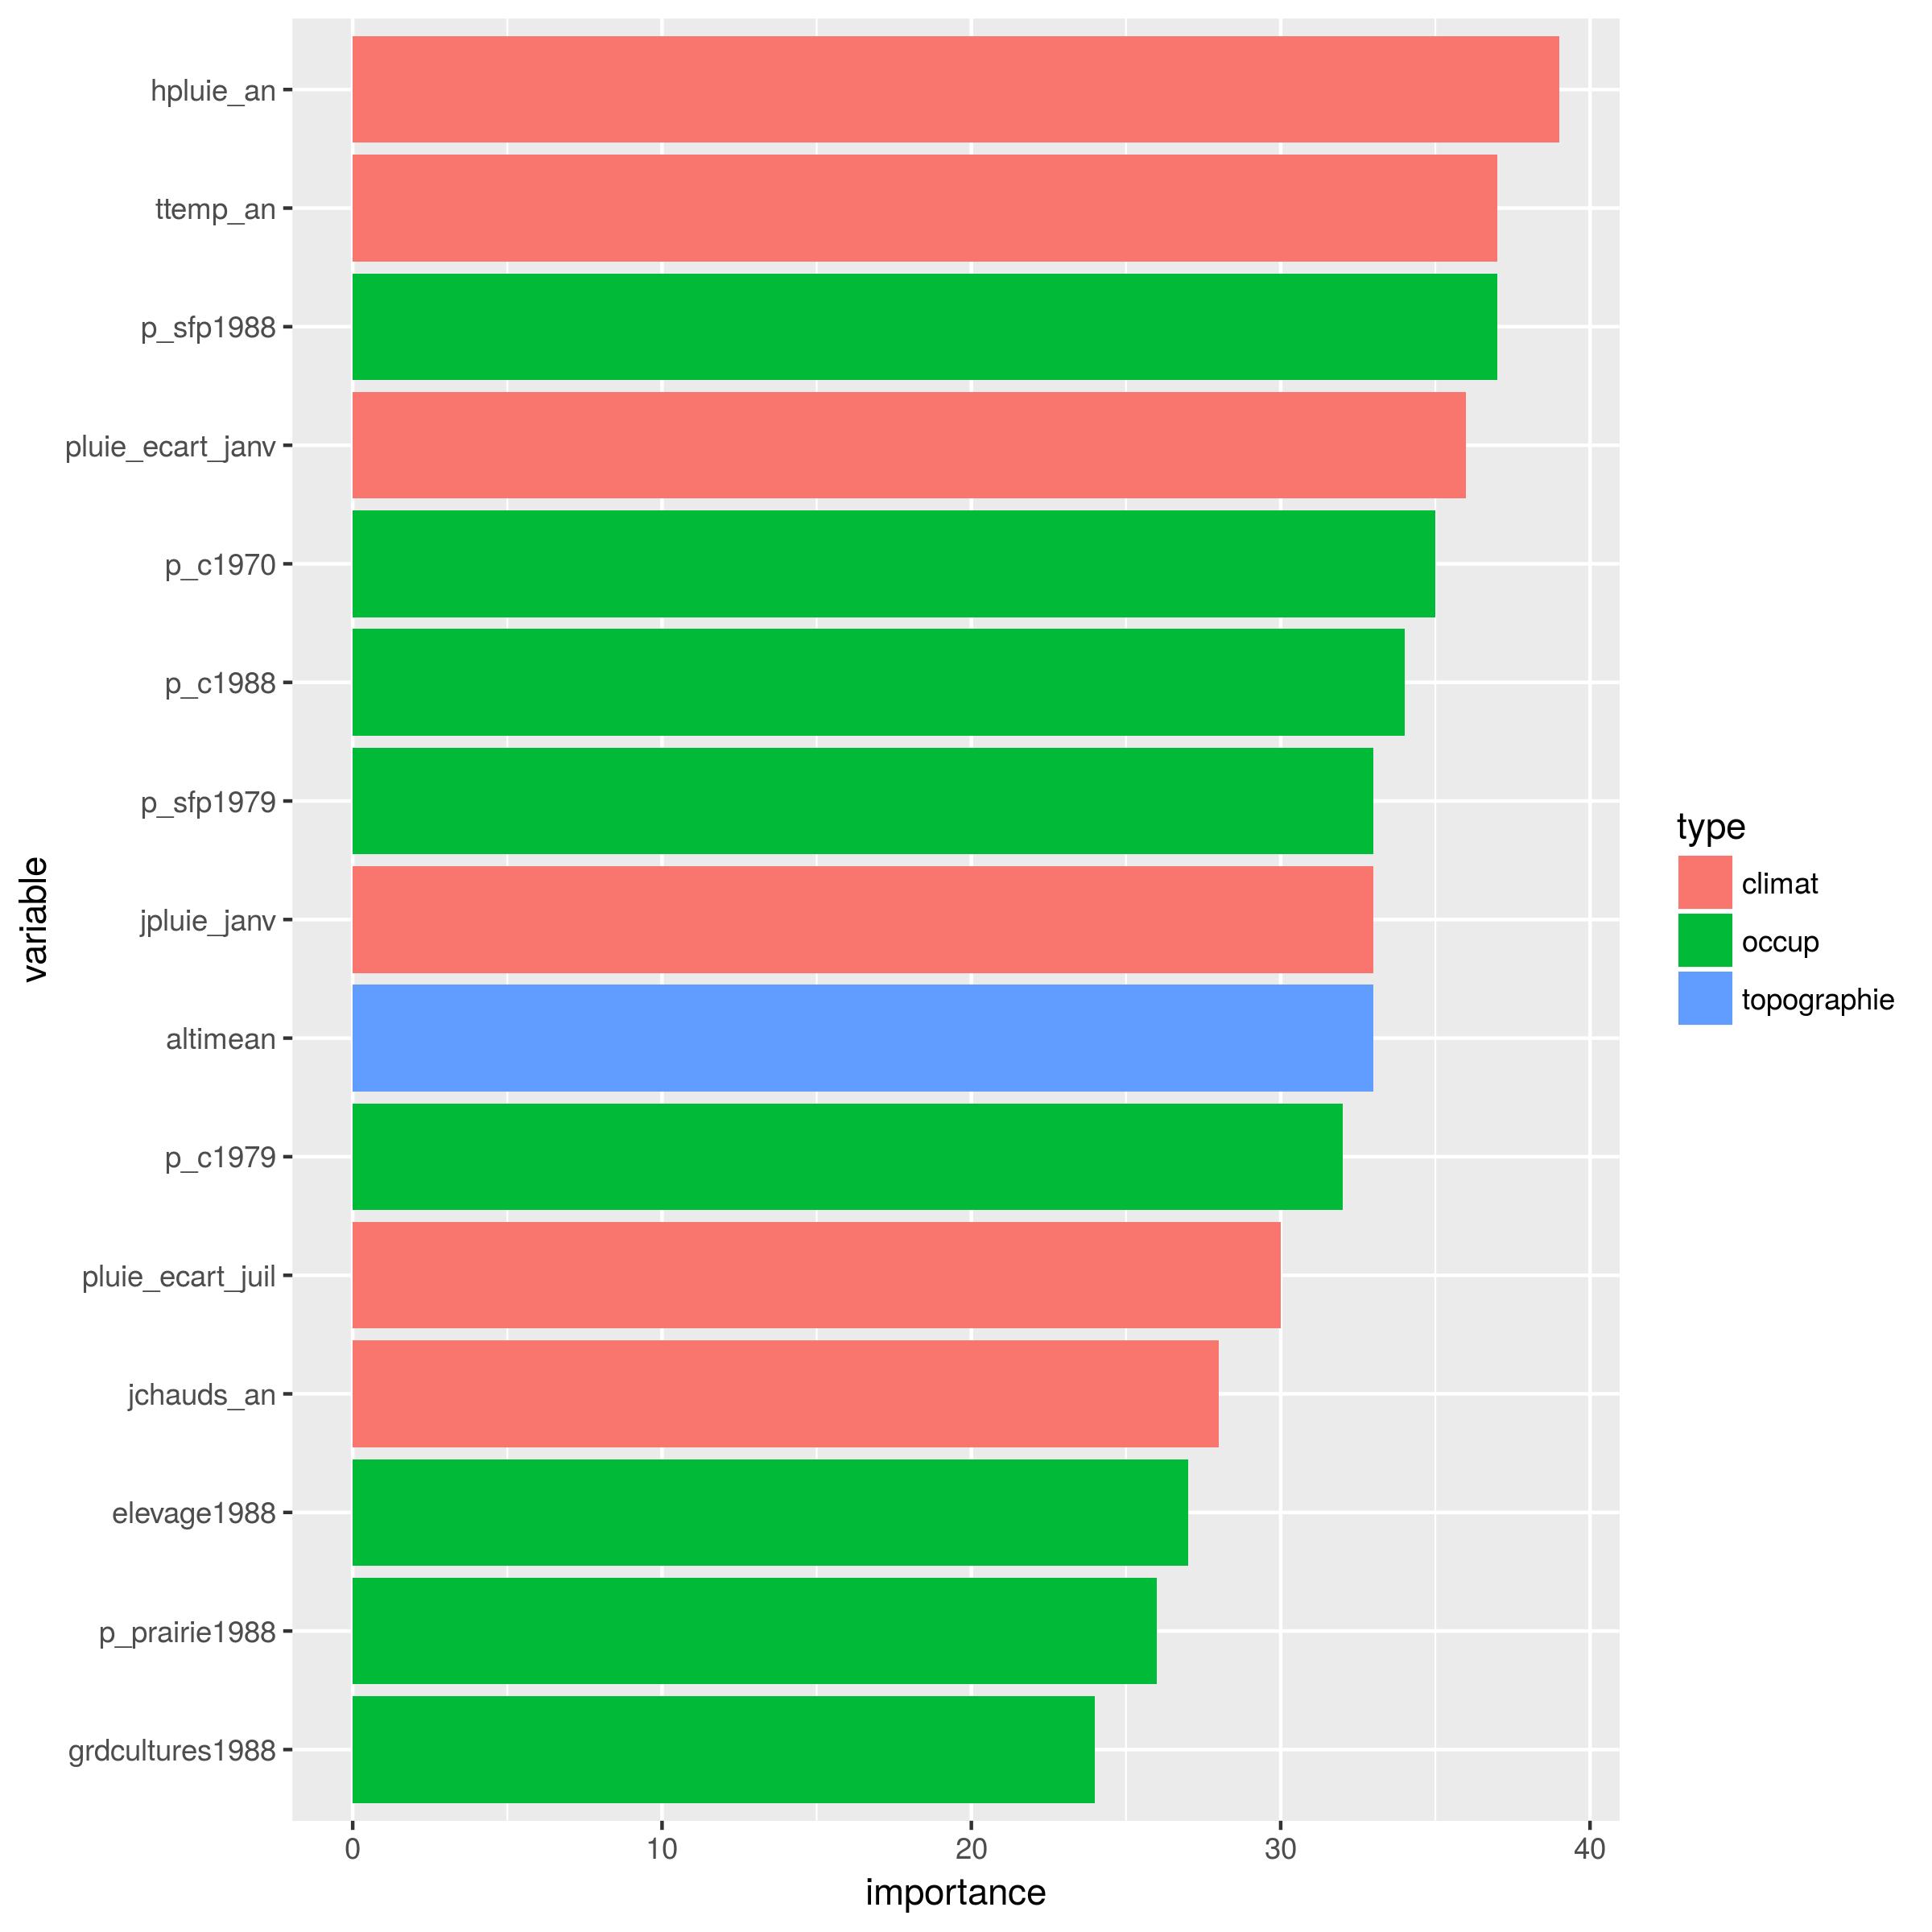 variable
hpluie_an
ttemp_an
p_sfp1988
pluie_ecart_janv
p_c1970
p_c1988
p_sfp1979
jpluie_janv
altimean
p_c1979
pluie_ecart_juil
jchauds_an
elevage1988
p_prairie1988
grdcultures1988
0 10 20 30 40
importance
type
climat
occup
topographie